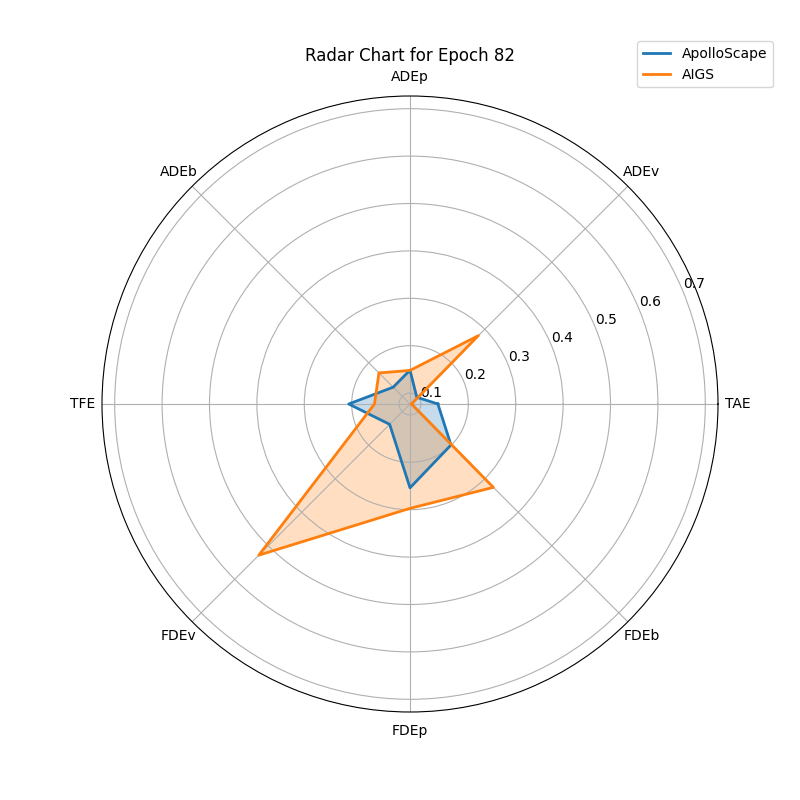 Radar Chart for Epoch 82
ApolloScape
AIGS
ADEp
ADEb
ADEv
0.7
0.6
0.5
0.4
0.3
0.2
0.1
TFE
TAE
FDEv
FDEb
FDEp